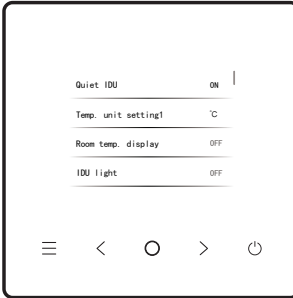 Quiet IDU ON
Temp. unit setting1 °C
Room temp. display OFF
IDU light OFF